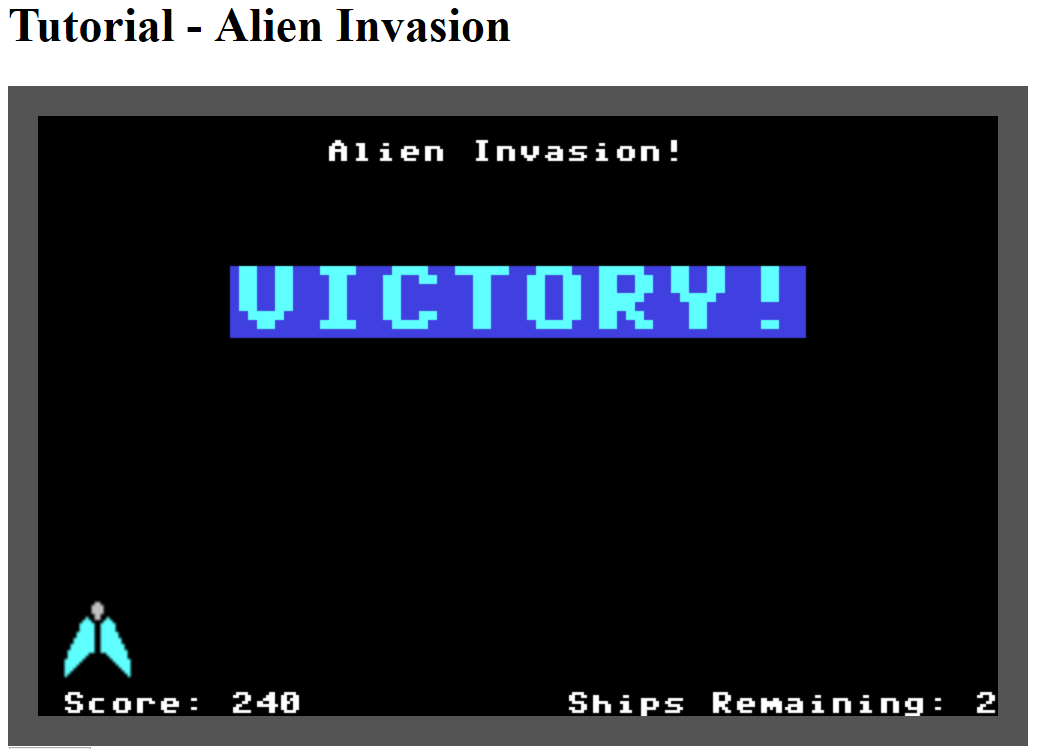 Tutorial - Alien Invasion
Alien Invasion!
VICTORY!
Score: 240
Ships Remaining: 2